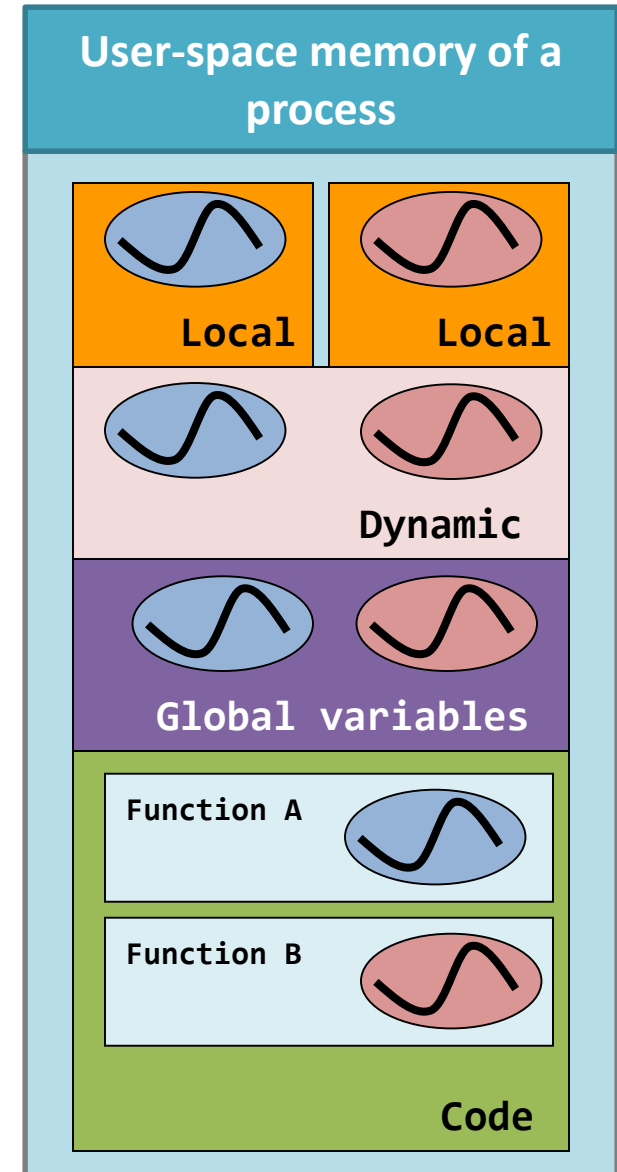 User-space memory of a
process
Local
Local
Dynamic
Global variables
Function A
Function B
Code